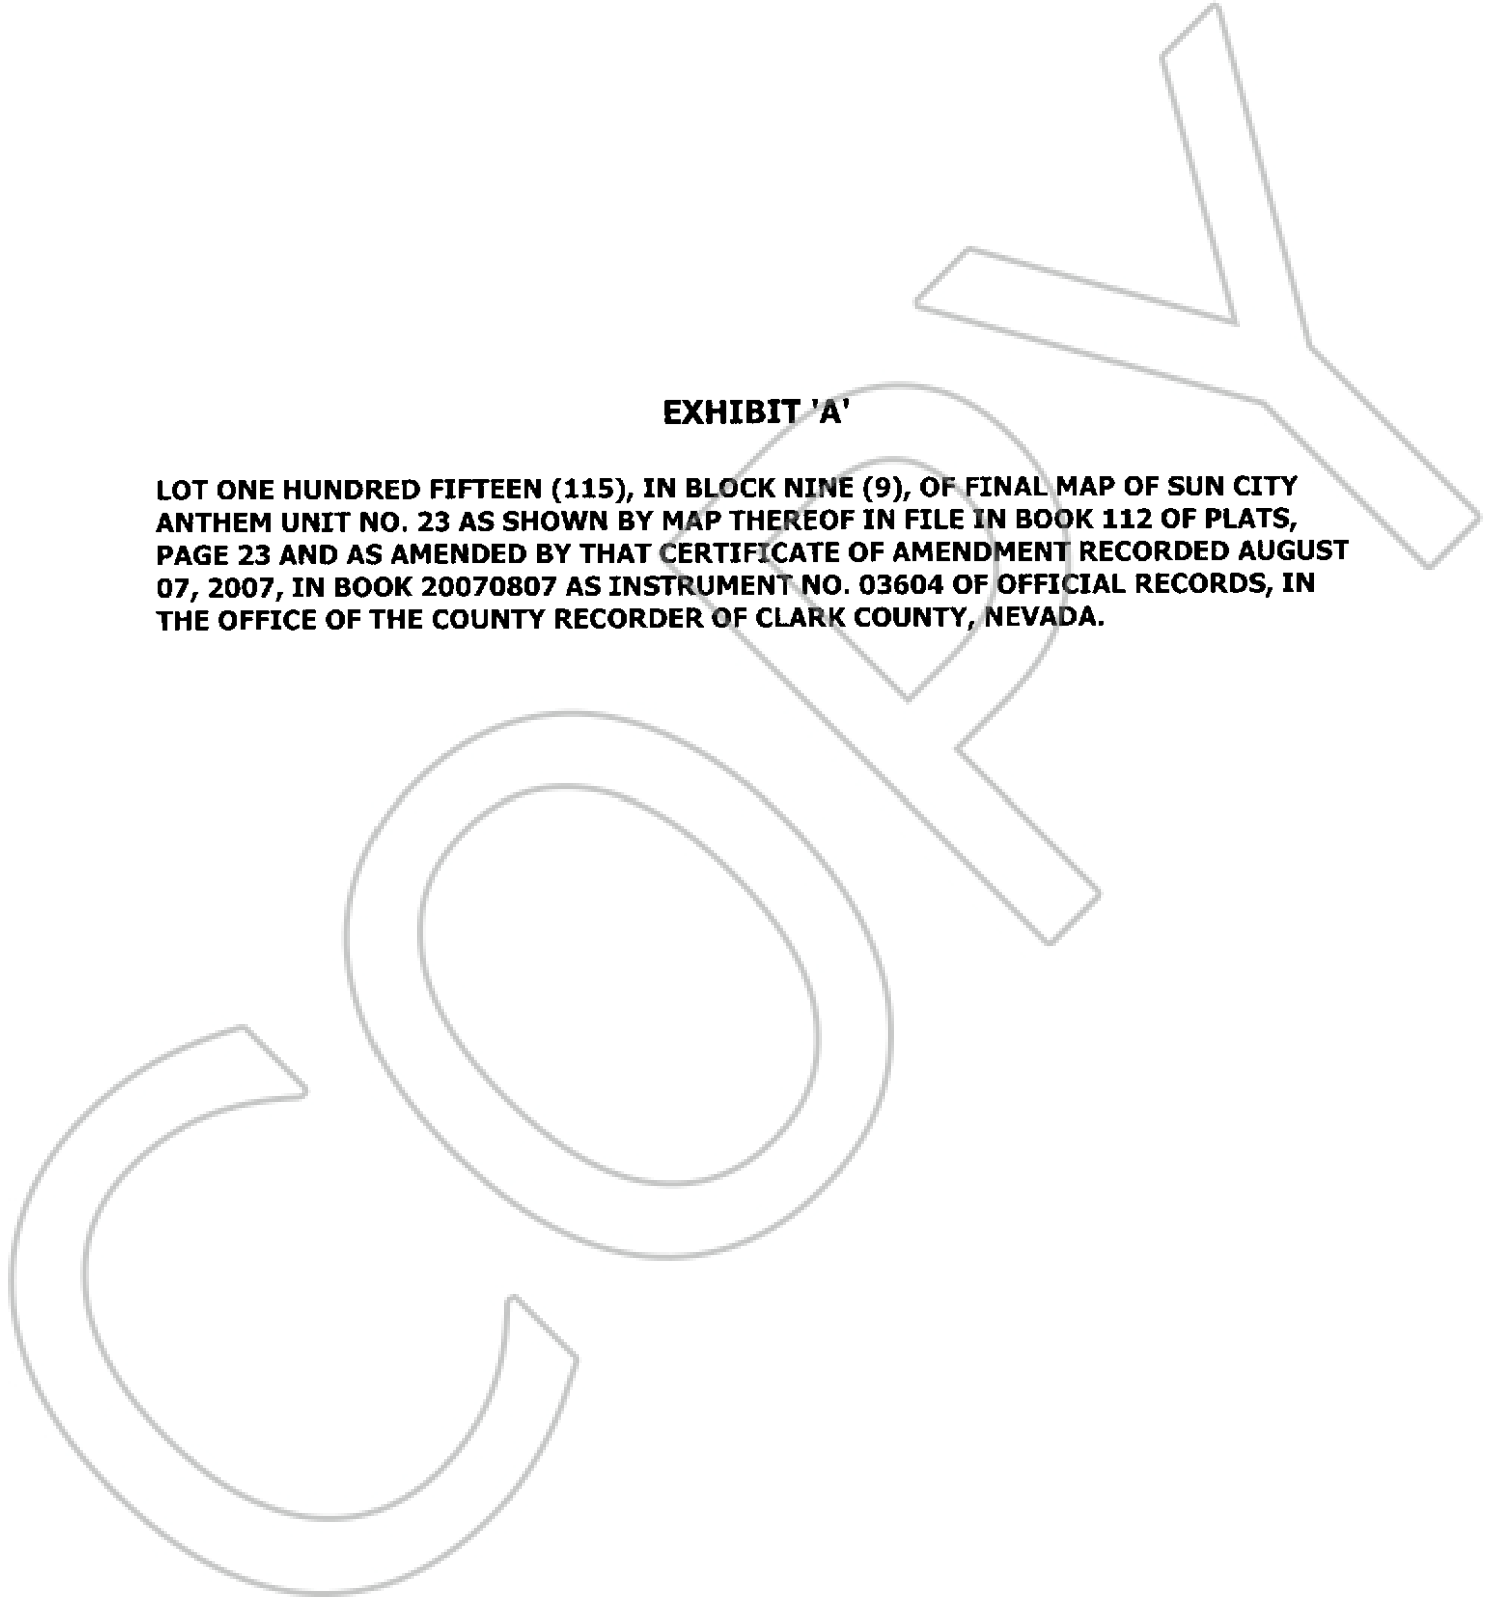 EXHIBIT 'A'
LOT ONE HUNDRED FIFTEEN (115), IN BLOCK NINE (9), OF FINAL MAP OF SUN CITY
ANTHEM UNIT NO. 23 AS SHOWN BY MAP THEREOF IN FILE IN BOOK 112 OF PLATS,
PAGE 23 AND AS AMENDED BY THAT CERTIFICATE OF AMENDMENT RECORDED AUGUST
07, 2007, IN BOOK 20070807 AS INSTRUMENT NO. 03604 OF OFFICIAL RECORDS, IN
THE OFFICE OF THE COUNTY RECORDER OF CLARK COUNTY, NEVADA.
COPY